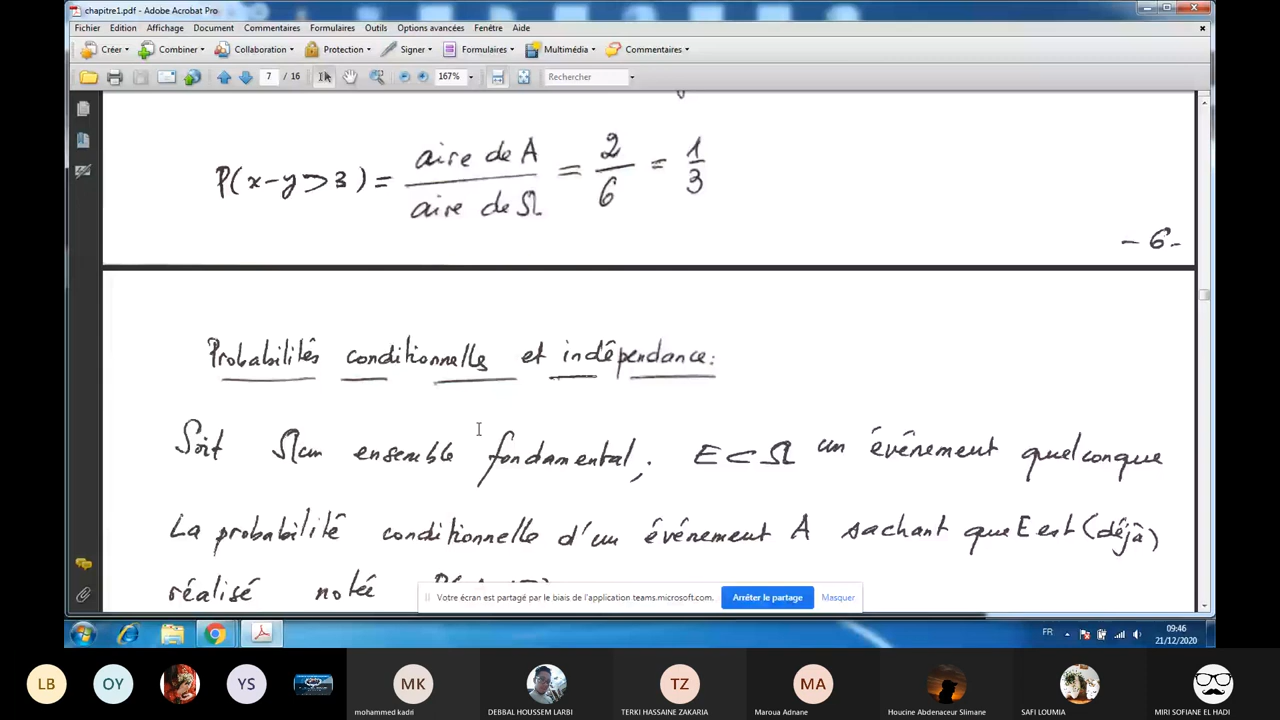 chapitre1.pdf - Adobe Acrobat Pro
Fichier Edition Affichage Document Commentaires Formulaires Outils Options avancées Fenêtre Aide
Créer Combiner Collaboration Protection Signer Formulaires Multimédia Commentaires
7 / 16 167% Rechercher
P(x-y>3) = aire de A / aire de Ω = 2/6 = 1/3
- 6 -
Probabilités conditionnelles et indépendance:
Soit Ω un ensemble fondamental, E ⊂ Ω un événement quelconque
La probabilité conditionnelle d'un événement A sachant que E est (déjà)
réalisé notée
Votre écran est partagé par le biais de l'application teams.microsoft.com. Arrêter le partage Masquer
FR 09:46
21/12/2020
LB OY YS MK TZ MA
mohammed kadri DEBBAL HOUSSEM LARBI TERKI HASSAINE ZAKARIA Maroua Adnane Houcine Abdenaceur Slimane SAFI LOUMIA MIRI SOFIANE EL HADI